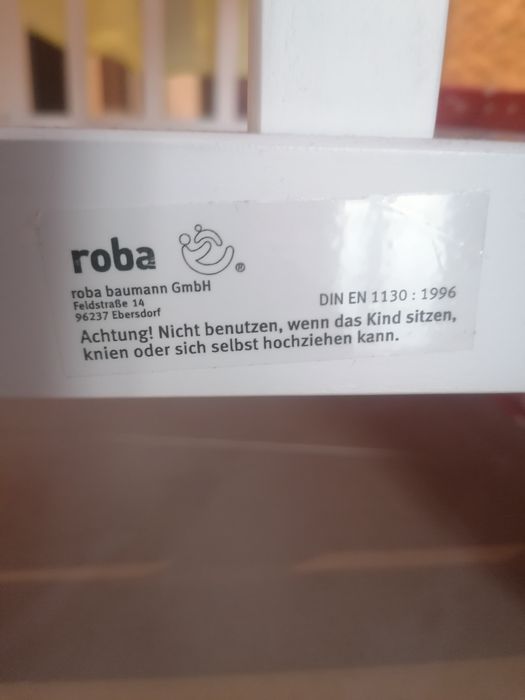 roba
®
roba baumann GmbH
Feldstraße 14
96237 Ebersdorf
DIN EN 1130 : 1996
Achtung! Nicht benutzen, wenn das Kind sitzen,
knien oder sich selbst hochziehen kann.